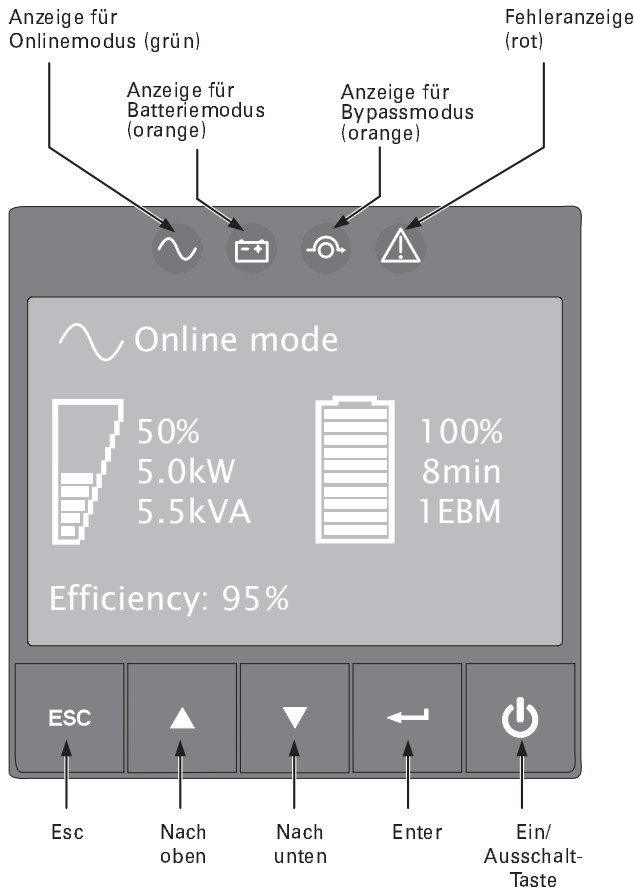 Anzeige für
Onlinemodus (grün)
Fehleranzeige
(rot)
Anzeige für
Batteriemodus
(orange)
Anzeige für
Bypassmodus
(orange)
Online mode
50%
5.0kW
5.5kVA
100%
8min
1EBM
Efficiency: 95%
ESC
Esc
Nach
oben
Nach
unten
Enter
Ein/
Ausschalt-
Taste